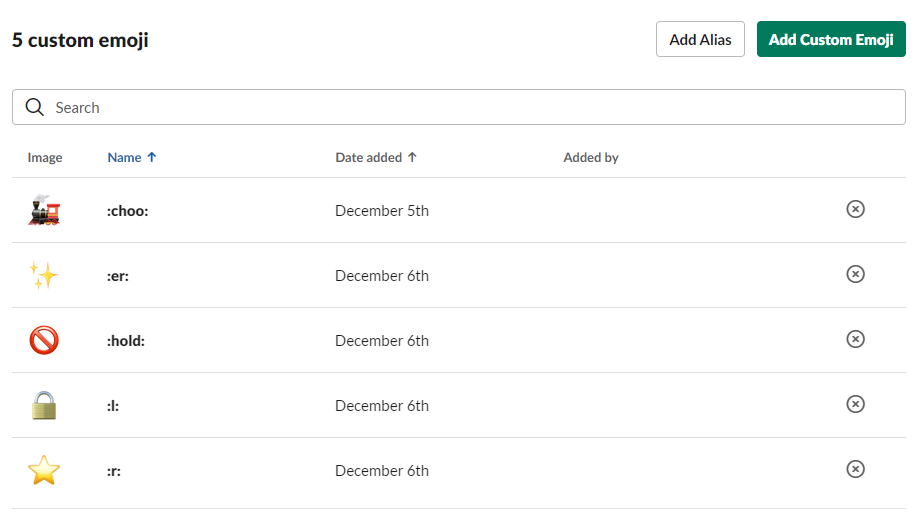 5 custom emoji
Add Alias
Add Custom Emoji
Search
Image Name ↑ Date added ↑ Added by
:choo: December 5th
:er: December 6th
:hold: December 6th
:l: December 6th
:r: December 6th